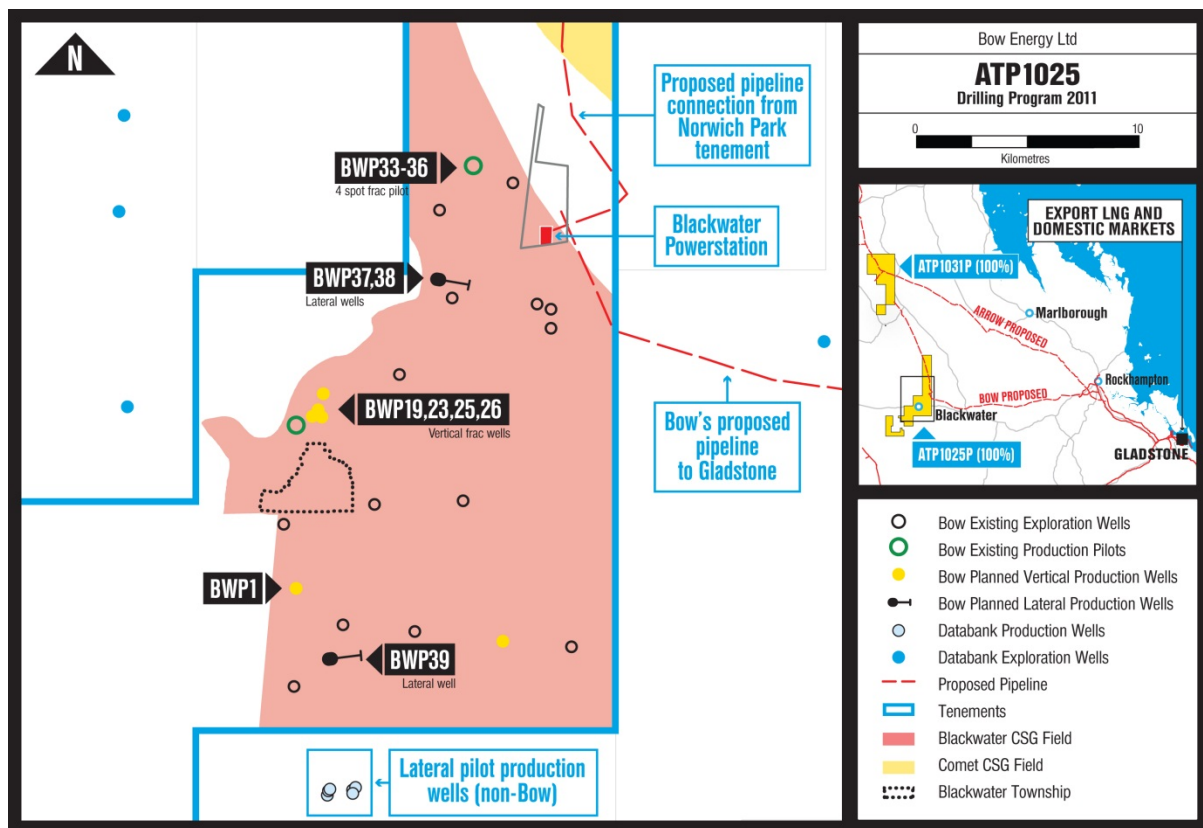 N
Proposed pipeline
connection from
Norwich Park
tenement
BWP33-36
4 spot frac pilot
Blackwater
Powerstation
BWP37,38
Lateral wells
BWP19,23,25,26
Vertical frac wells
Bow's proposed
pipeline
to Gladstone
BWP1
BWP39
Lateral well
Lateral pilot production
wells (non-Bow)
Bow Energy Ltd
ATP1025
Drilling Program 2011
0 10
Kilometres
EXPORT LNG AND
DOMESTIC MARKETS
ATP1031P (100%)
Marlborough
ARROW PROPOSED
Rockhampton
BOW PROPOSED
Blackwater
ATP1025P (100%)
GLADSTONE
Bow Existing Exploration Wells
Bow Existing Production Pilots
Bow Planned Vertical Production Wells
Bow Planned Lateral Production Wells
Databank Production Wells
Databank Exploration Wells
Proposed Pipeline
Tenements
Blackwater CSG Field
Comet CSG Field
Blackwater Township